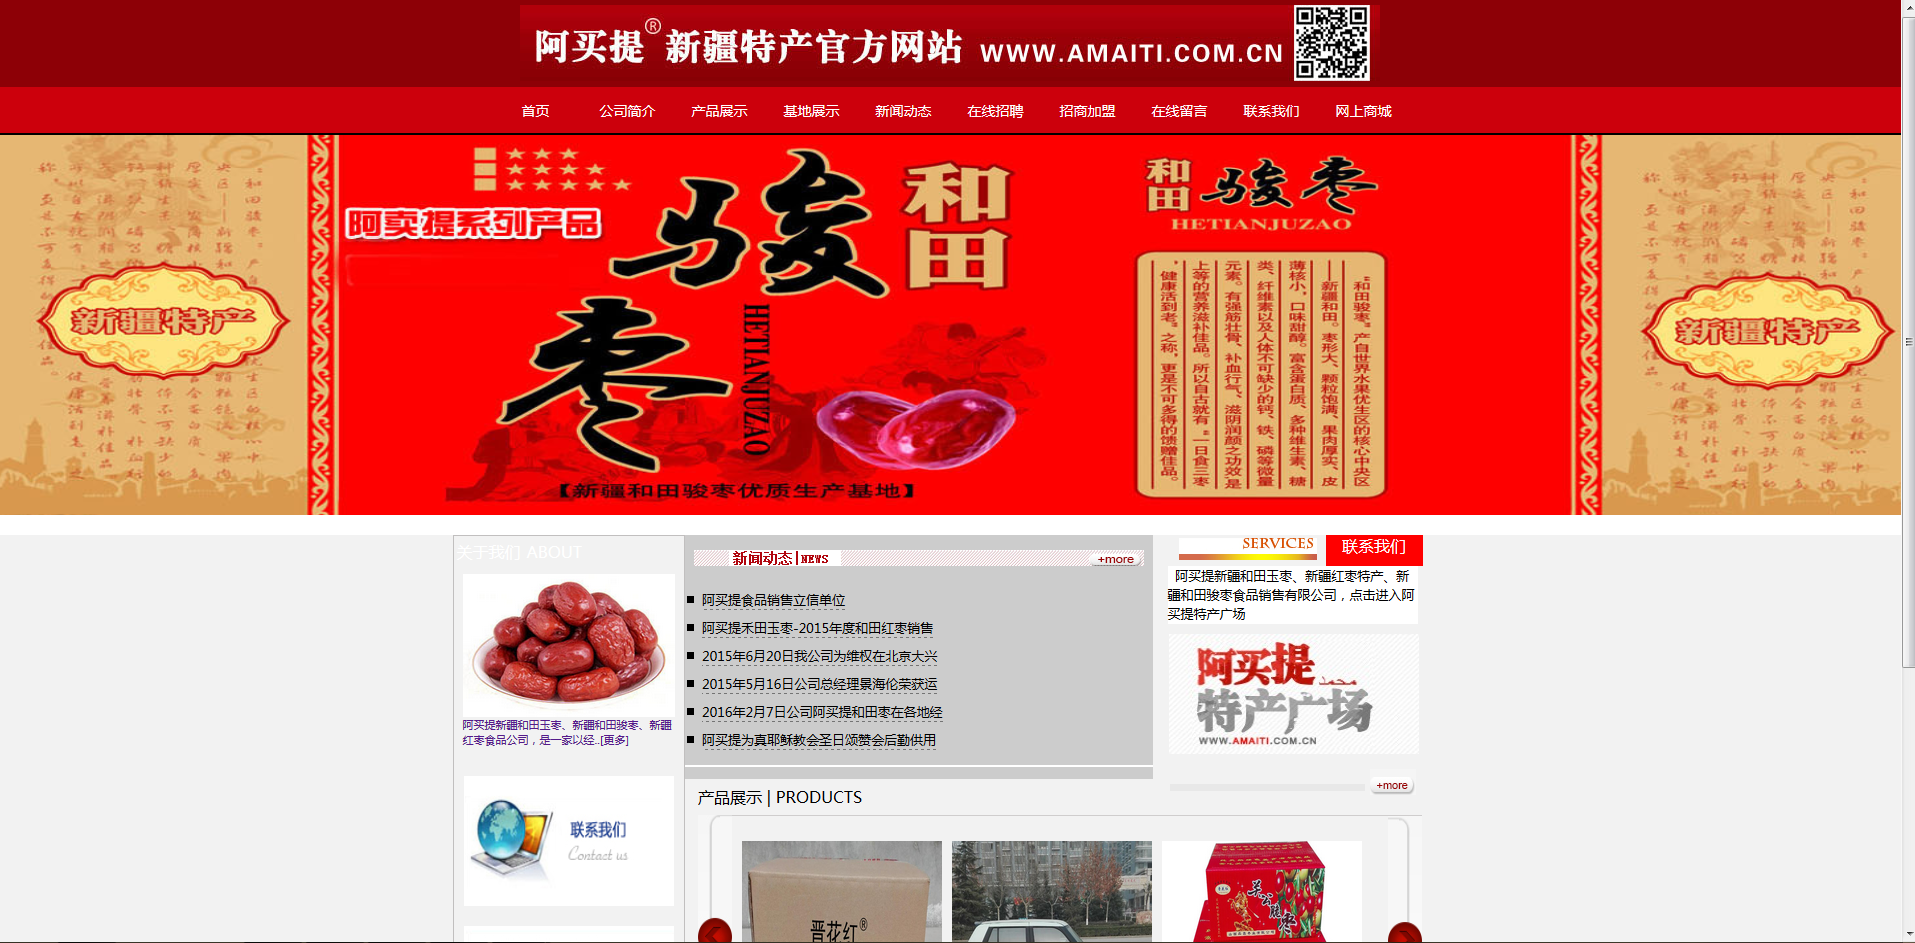 阿买提®新疆特产官方网站 WWW.AMAITI.COM.CN
首页 公司简介 产品展示 基地展示 新闻动态 在线招聘 招商加盟 在线留言 联系我们 网上商城
阿卖提系列产品
和田
骏枣
HETIANJUZAO
【新疆和田骏枣优质生产基地】
新疆特产
和田骏枣
HETIANJUZAO
“和田骏枣”产自世界水果优生区的核心中央区
——新疆和田。枣形大、颗粒饱满、果肉厚实、皮
薄核小，口味甜醇。富含蛋白质、多种维生素、糖
类、纤维素以及人体不可缺少的钙、铁、磷等微量
元素。有强筋壮骨、补血行气、滋阴润颜之功效，是
上等的营养滋补佳品。所以自古就有“一日食三枣
，健康活到老。”之称，更是不可多得的馈赠佳品。
新疆特产
关于我们 ABOUT
阿买提新疆和田玉枣、新疆和田骏枣、新疆
红枣食品公司，是一家以经..[更多]
联系我们
Contact us
新闻动态|NEWS
+more
阿买提食品销售立信单位
阿买提禾田玉枣-2015年度和田红枣销售
2015年6月20日我公司为维权在北京大兴
2015年5月16日公司总经理景海伦荣获运
2016年2月7日公司阿买提和田枣在各地经
阿买提为真耶稣教会圣日颂赞会后勤供用
SERVICES
联系我们
阿买提新疆和田玉枣、新疆红枣特产、新
疆和田骏枣食品销售有限公司，点击进入阿
买提特产广场
阿买提
特产广场
WWW.AMAITI.COM.CN
+more
产品展示 | PRODUCTS
晋花红®